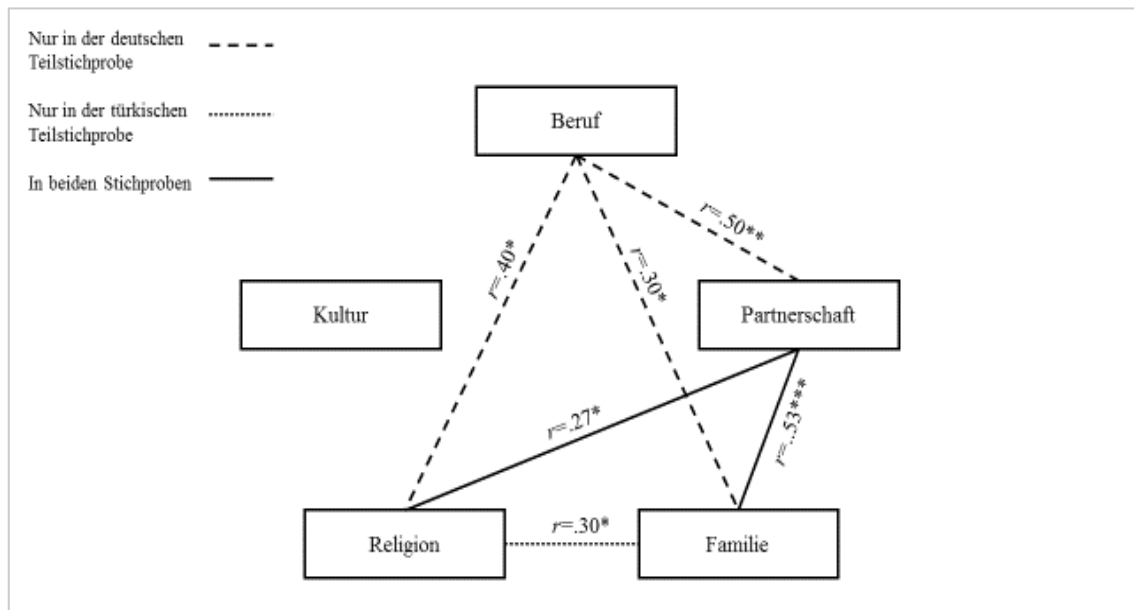 Nur in der deutschen
Teilstichprobe
Nur in der türkischen
Teilstichprobe
In beiden Stichproben
Beruf
r=.50**
r=.40*
r=.30*
Kultur
Partnerschaft
r=.27*
r=..53***
Religion
r=.30*
Familie